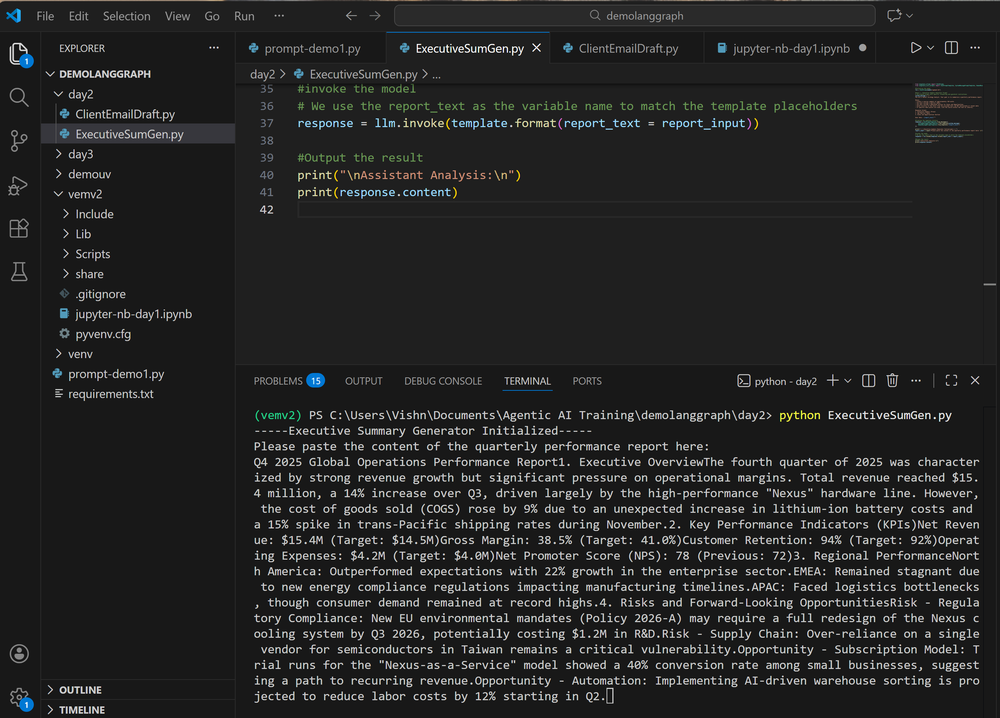 File Edit Selection View Go Run ···
demolanggraph
EXPLORER
1
DEMOLANGGRAPH
day2
ClientEmailDraft.py
ExecutiveSumGen.py
day3
demouv
vemv2
Include
Lib
Scripts
share
.gitignore
jupyter-nb-day1.ipynb
pyvenv.cfg
venv
prompt-demo1.py
requirements.txt
OUTLINE
TIMELINE
1
prompt-demo1.py ExecutiveSumGen.py ClientEmailDraft.py jupyter-nb-day1.ipynb
day2 > ExecutiveSumGen.py > ...
35 #invoke the model
36 # We use the report_text as the variable name to match the template placeholders
37 response = llm.invoke(template.format(report_text = report_input))
38
39 #Output the result
40 print("\nAssistant Analysis:\n")
41 print(response.content)
42
PROBLEMS 15 OUTPUT DEBUG CONSOLE TERMINAL PORTS
python - day2
(vemv2) PS C:\Users\Vishn\Documents\Agentic AI Training\demolanggraph\day2> python ExecutiveSumGen.py
-----Executive Summary Generator Initialized-----
Please paste the content of the quarterly performance report here:
Q4 2025 Global Operations Performance Report1. Executive OverviewThe fourth quarter of 2025 was character
ized by strong revenue growth but significant pressure on operational margins. Total revenue reached $15.
4 million, a 14% increase over Q3, driven largely by the high-performance "Nexus" hardware line. However,
the cost of goods sold (COGS) rose by 9% due to an unexpected increase in lithium-ion battery costs and
a 15% spike in trans-Pacific shipping rates during November.2. Key Performance Indicators (KPIs)Net Reven
ue: $15.4M (Target: $14.5M)Gross Margin: 38.5% (Target: 41.0%)Customer Retention: 94% (Target: 92%)Operat
ing Expenses: $4.2M (Target: $4.0M)Net Promoter Score (NPS): 78 (Previous: 72)3. Regional PerformanceNort
h America: Outperformed expectations with 22% growth in the enterprise sector.EMEA: Remained stagnant due
to new energy compliance regulations impacting manufacturing timelines.APAC: Faced logistics bottlenecks
, though consumer demand remained at record highs.4. Risks and Forward-Looking OpportunitiesRisk - Regula
tory Compliance: New EU environmental mandates (Policy 2026-A) may require a full redesign of the Nexus c
ooling system by Q3 2026, potentially costing $1.2M in R&D.Risk - Supply Chain: Over-reliance on a single
vendor for semiconductors in Taiwan remains a critical vulnerability.Opportunity - Subscription Model: T
rial runs for the "Nexus-as-a-Service" model showed a 40% conversion rate among small businesses, suggest
ing a path to recurring revenue.Opportunity - Automation: Implementing AI-driven warehouse sorting is pro
jected to reduce labor costs by 12% starting in Q2.